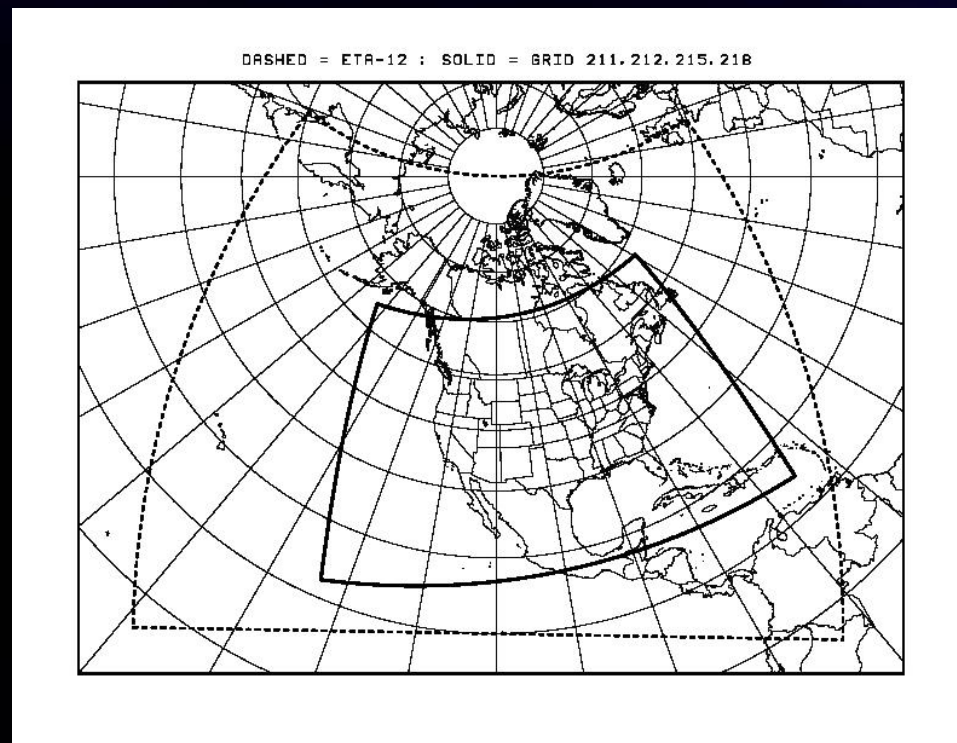 DASHED = ETA-12 : SOLID = GRID 211,212,215,218